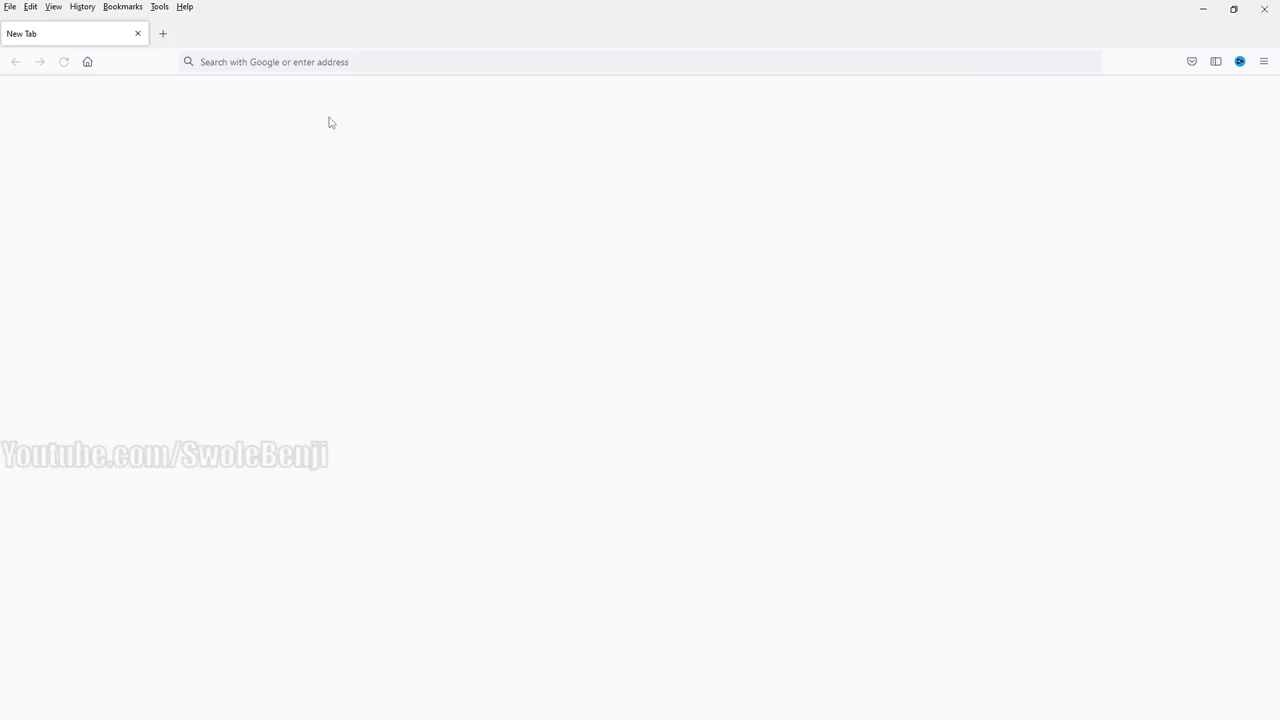 File Edit View History Bookmarks Tools Help
New Tab
Search with Google or enter address
Youtube.com/SwoleBenji